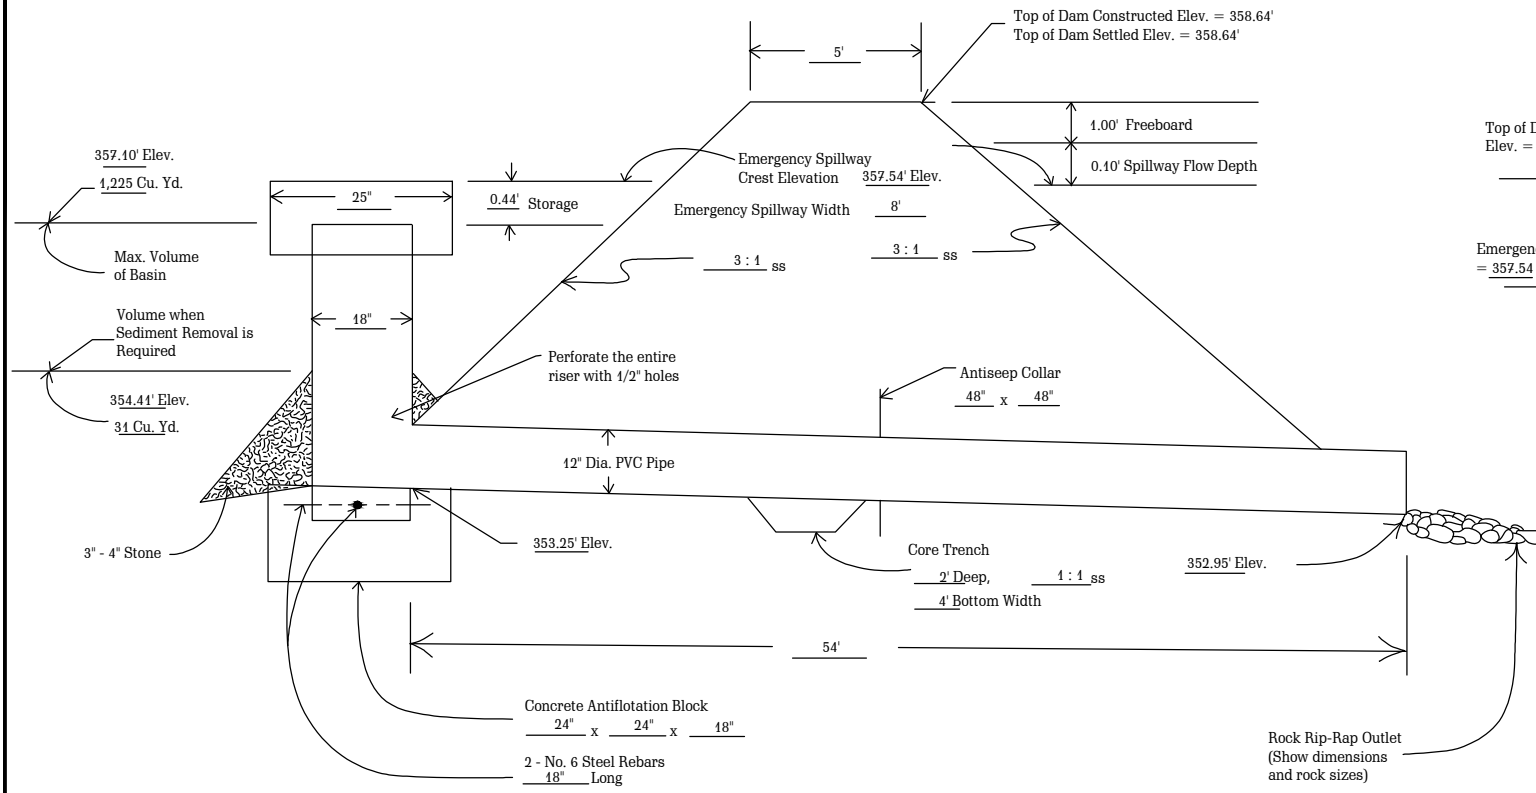 Top of Dam Constructed Elev. = 358.64'
Top of Dam Settled Elev. = 358.64'
5'
1.00' Freeboard
0.10' Spillway Flow Depth
Top of D
Elev. =
357.10' Elev.
1,225 Cu. Yd.
25"
0.44' Storage
Emergency Spillway
Crest Elevation 357.54' Elev.
Emergency Spillway Width 8'
3 : 1 ss
3 : 1 ss
Emergenc
= 357.54
Max. Volume
of Basin
Volume when
Sediment Removal is
Required
18"
Perforate the entire
riser with 1/2" holes
Antiseep Collar
48" x 48"
354.41' Elev.
31 Cu. Yd.
12" Dia. PVC Pipe
3" - 4" Stone
353.25' Elev.
Core Trench
2' Deep, 1 : 1 ss
4' Bottom Width
352.95' Elev.
54'
Concrete Antiflotation Block
24" x 24" x 18"
2 - No. 6 Steel Rebars
18" Long
Rock Rip-Rap Outlet
(Show dimensions
and rock sizes)